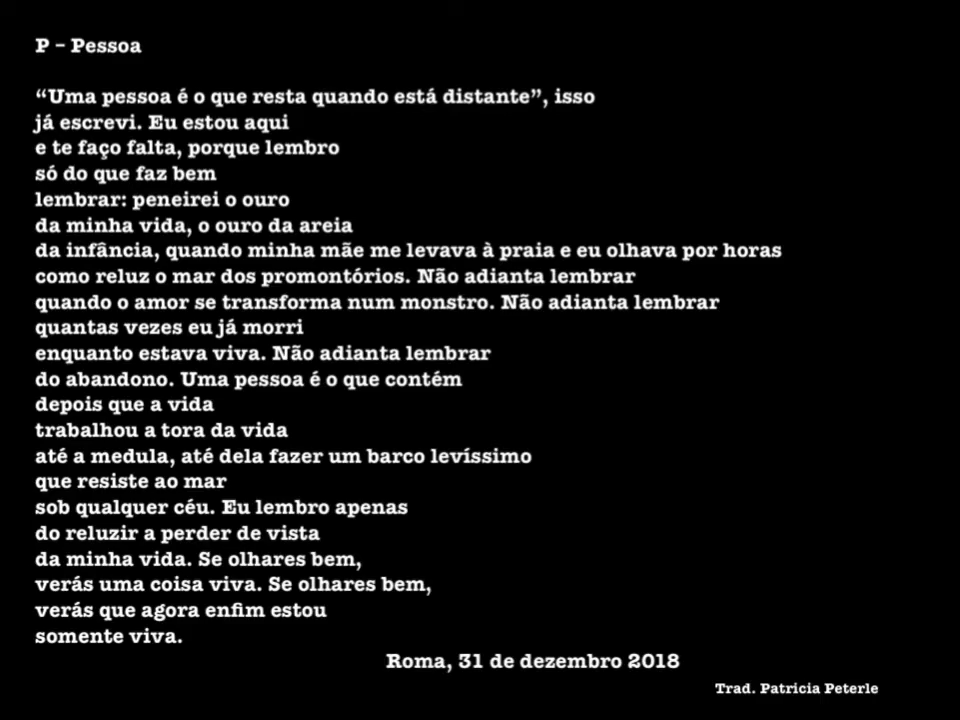 P – Pessoa
“Uma pessoa é o que resta quando está distante”, isso
já escrevi. Eu estou aqui
e te faço falta, porque lembro
só do que faz bem
lembrar: peneirei o ouro
da minha vida, o ouro da areia
da infância, quando minha mãe me levava à praia e eu olhava por horas
como reluz o mar dos promontórios. Não adianta lembrar
quando o amor se transforma num monstro. Não adianta lembrar
quantas vezes eu já morri
enquanto estava viva. Não adianta lembrar
do abandono. Uma pessoa é o que contém
depois que a vida
trabalhou a tora da vida
até a medula, até dela fazer um barco levíssimo
que resiste ao mar
sob qualquer céu. Eu lembro apenas
do reluzir a perder de vista
da minha vida. Se olhares bem,
verás uma coisa viva. Se olhares bem,
verás que agora enfim estou
somente viva.
Roma, 31 de dezembro 2018
Trad. Patricia Peterle